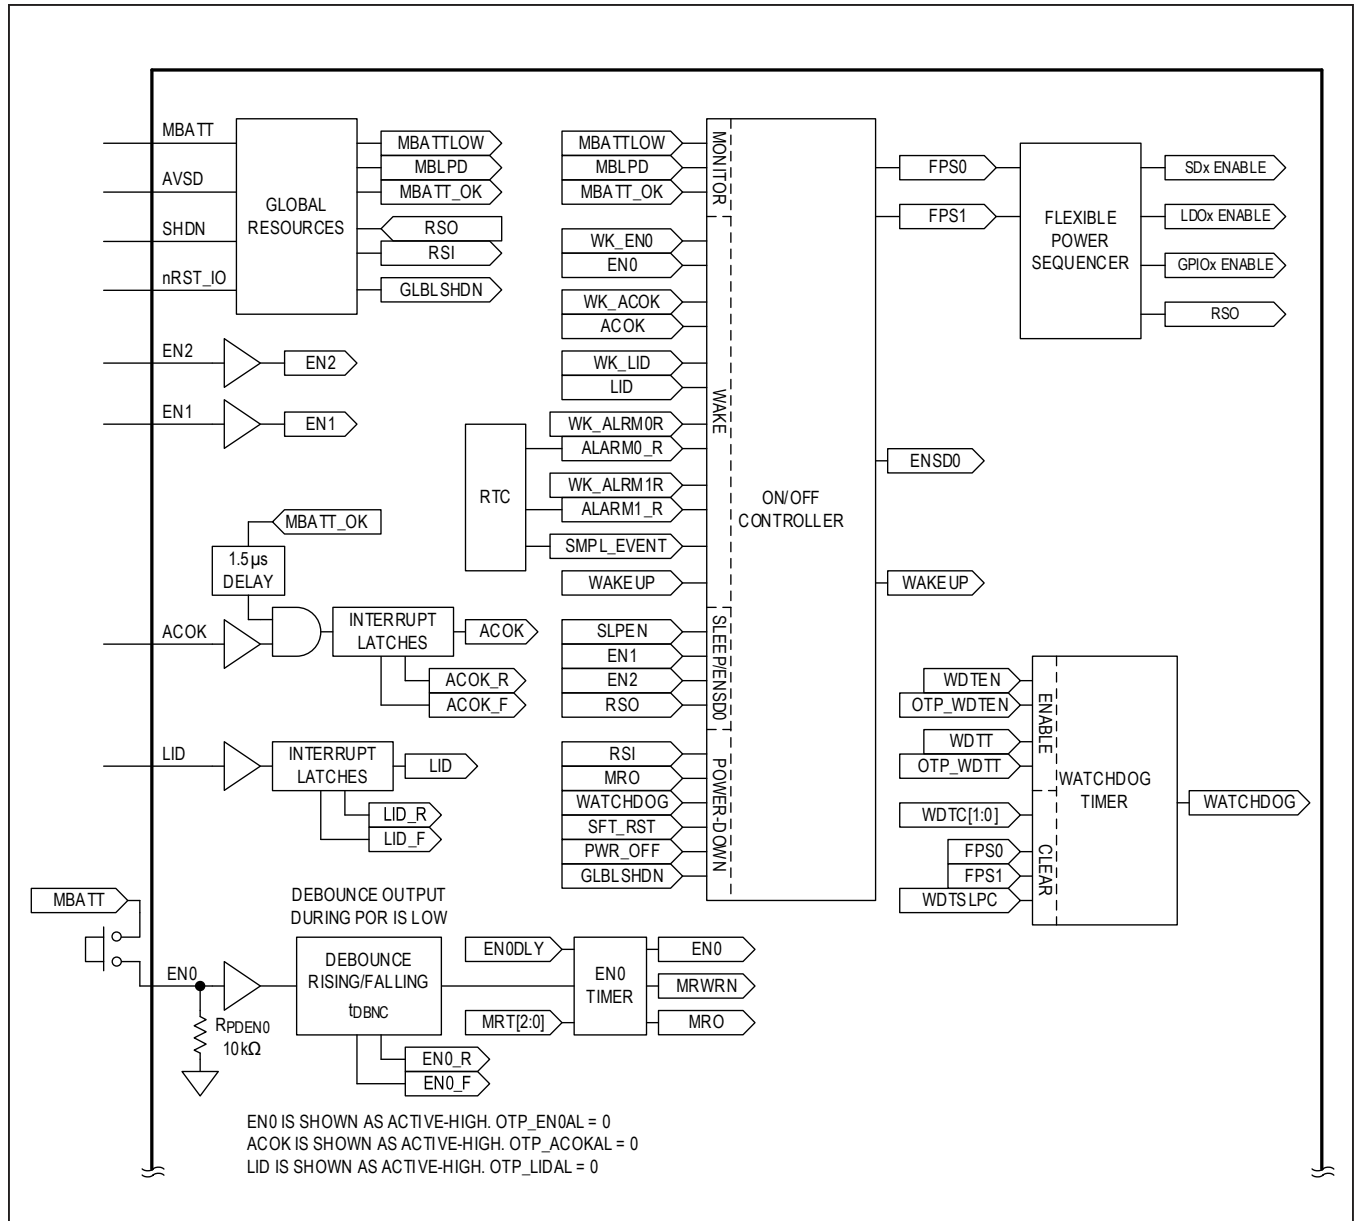 MBATT
AVSD
SHDN
nRST_IO
GLOBAL
RESOURCES
MBATTLOW
MBLPD
MBATT_OK
RSO
RSI
GLBLSHDN
EN2
EN2
EN1
EN1
MBATT_OK
1.5µs
DELAY
ACOK
INTERRUPT
LATCHES
ACOK
ACOK_R
ACOK_F
LID
INTERRUPT
LATCHES
LID
LID_R
LID_F
MBATT
EN0
RPDEN0
10kΩ
DEBOUNCE OUTPUT
DURING POR IS LOW
DEBOUNCE
RISING/FALLING
tDBNC
EN0_R
EN0_F
EN0DLY
MRT[2:0]
EN0
TIMER
EN0
MRWRN
MRO
RTC
MBATTLOW
MBLPD
MBATT_OK
WK_EN0
EN0
WK_ACOK
ACOK
WK_LID
LID
WK_ALRM0R
ALARM0_R
WK_ALRM1R
ALARM1_R
SMPL_EVENT
WAKEUP
SLPEN
EN1
EN2
RSO
RSI
MRO
WATCHDOG
SFT_RST
PWR_OFF
GLBLSHDN
MONITOR
WAKE
SLEEP/ENSD0
POWER-DOWN
ON/OFF
CONTROLLER
FPS0
FPS1
ENSD0
WAKEUP
FLEXIBLE
POWER
SEQUENCER
SDx ENABLE
LDOx ENABLE
GPIOx ENABLE
RSO
WDTEN
OTP_WDTEN
WDTT
OTP_WDTT
WDTC[1:0]
FPS0
FPS1
WDTSLPC
ENABLE
CLEAR
WATCHDOG
TIMER
WATCHDOG
EN0 IS SHOWN AS ACTIVE-HIGH. OTP_EN0AL = 0
ACOK IS SHOWN AS ACTIVE-HIGH. OTP_ACOKAL = 0
LID IS SHOWN AS ACTIVE-HIGH. OTP_LIDAL = 0